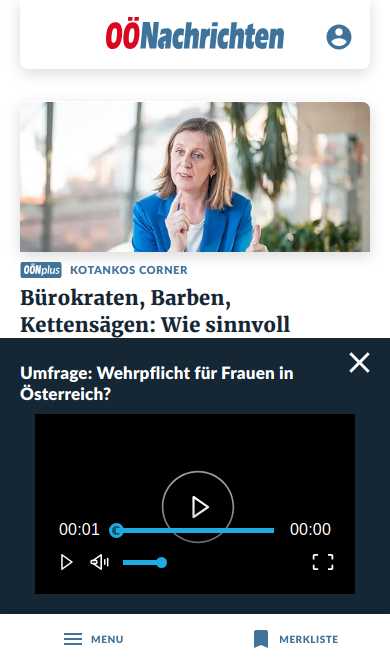 OÖNachrichten
OÖNplus KOTANKOS CORNER
Bürokraten, Barben,
Kettensägen: Wie sinnvoll
Umfrage: Wehrpflicht für Frauen in
Österreich?
00:01 00:00
MENU MERKLISTE